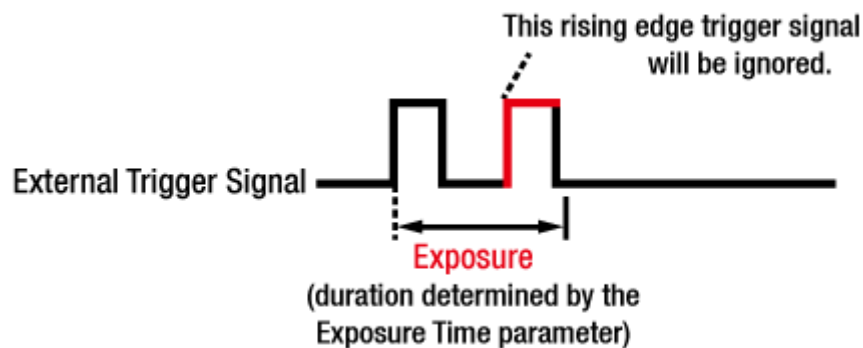 This rising edge trigger signal
will be ignored.
External Trigger Signal
Exposure
(duration determined by the
Exposure Time parameter)